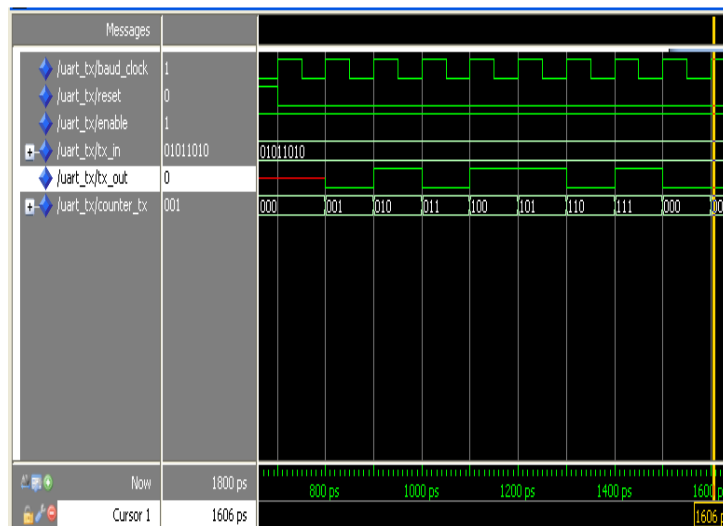 Messages
/uart_tx/baud_clock 1
/uart_tx/reset 0
/uart_tx/enable 1
/uart_tx/tx_in 01011010 01011010
/uart_tx/tx_out 0
/uart_tx/counter_tx 001 000 001 010 011 100 101 110 111 000
Now 1800 ps 800 ps 1000 ps 1200 ps 1400 ps 1600 p
Cursor 1 1606 ps 1606 p